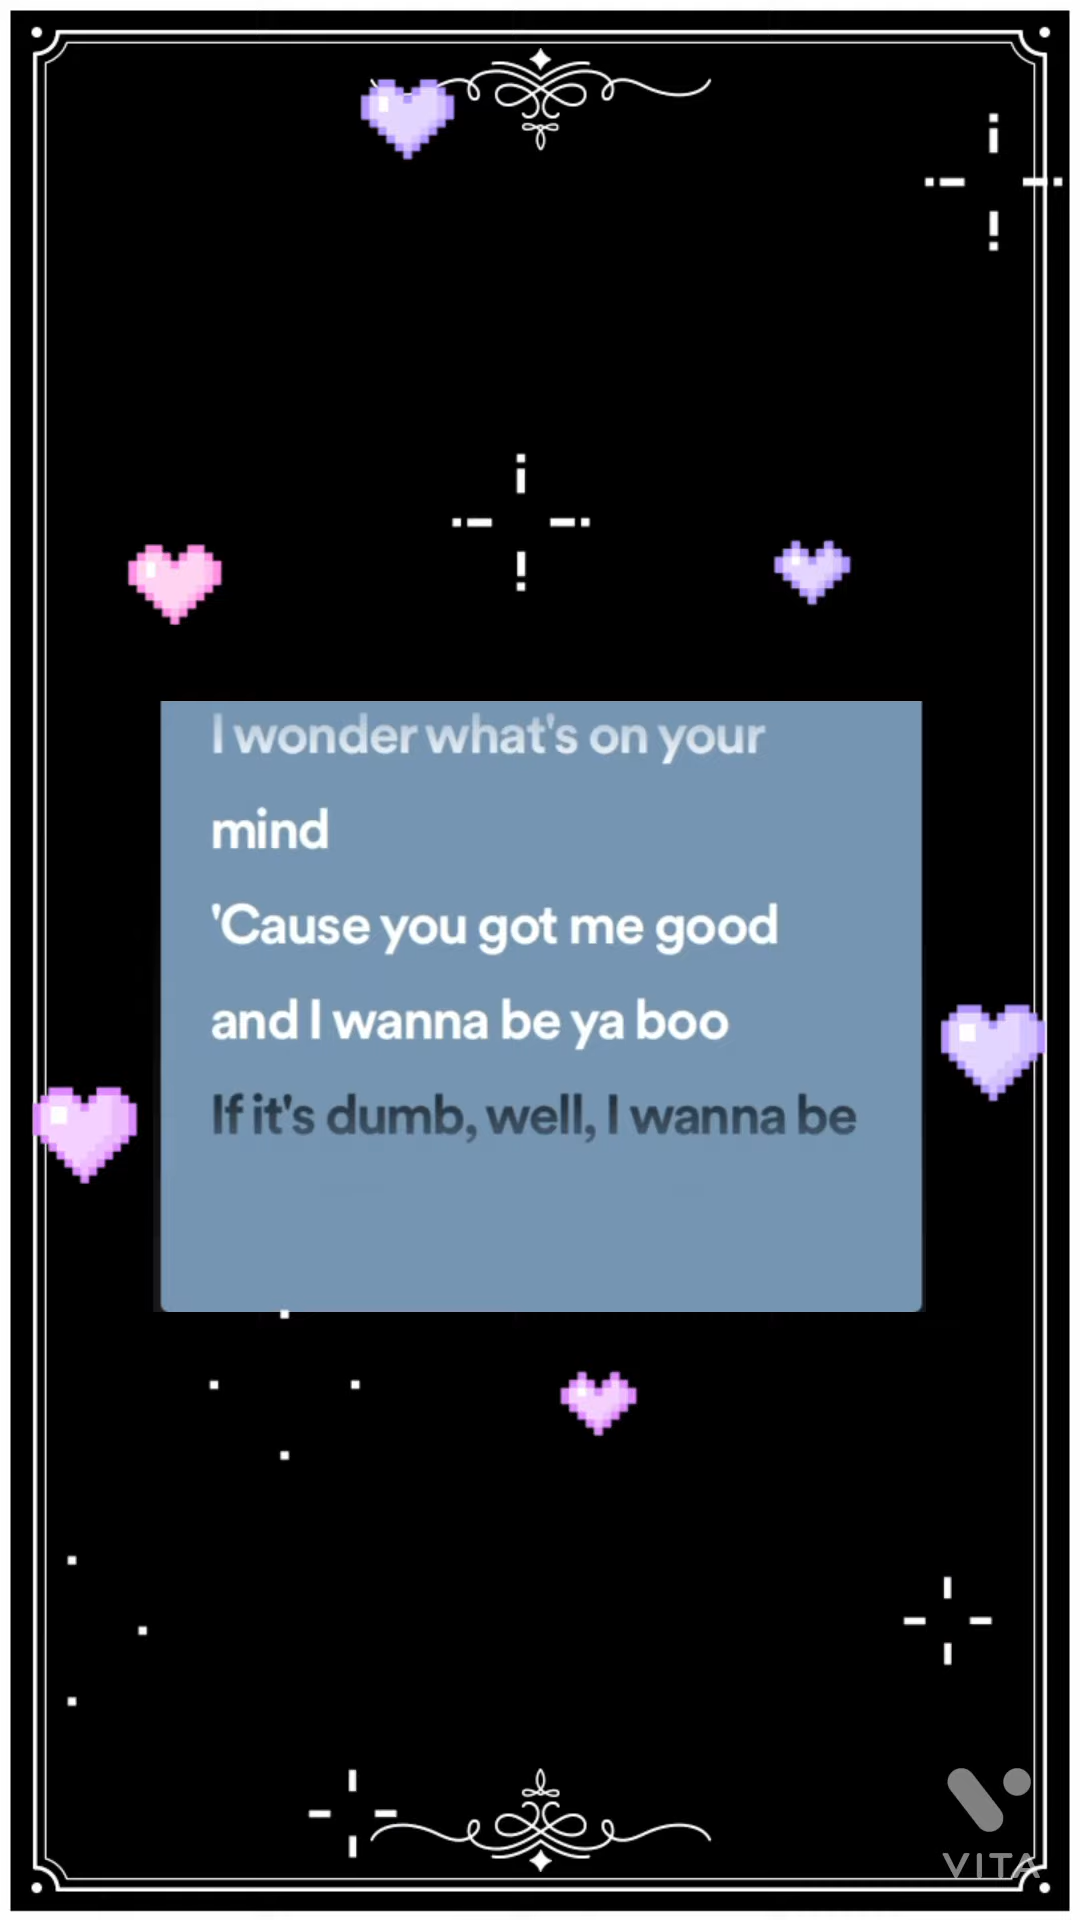 I wonder what's on your
mind
'Cause you got me good
and I wanna be ya boo
If it's dumb, well, I wanna be
VITA